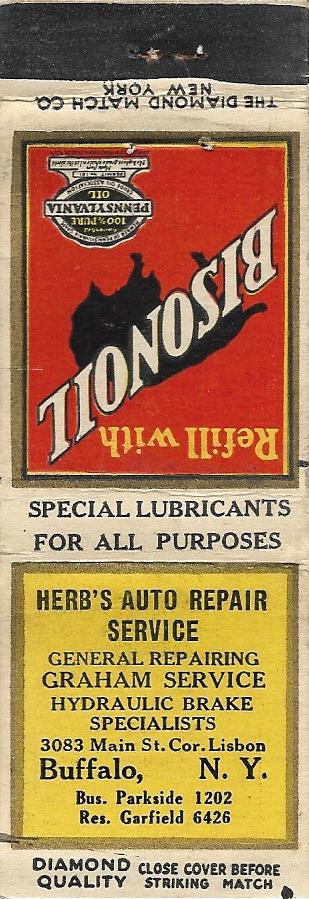 THE DIAMOND MATCH CO.
NEW YORK
Refill with
BISONOIL
100% PURE
PENNSYLVANIA
OIL
SPECIAL LUBRICANTS
FOR ALL PURPOSES
HERB'S AUTO REPAIR
SERVICE
GENERAL REPAIRING
GRAHAM SERVICE
HYDRAULIC BRAKE
SPECIALISTS
3083 Main St. Cor. Lisbon
Buffalo, N. Y.
Bus. Parkside 1202
Res. Garfield 6426
DIAMOND QUALITY
CLOSE COVER BEFORE
STRIKING MATCH